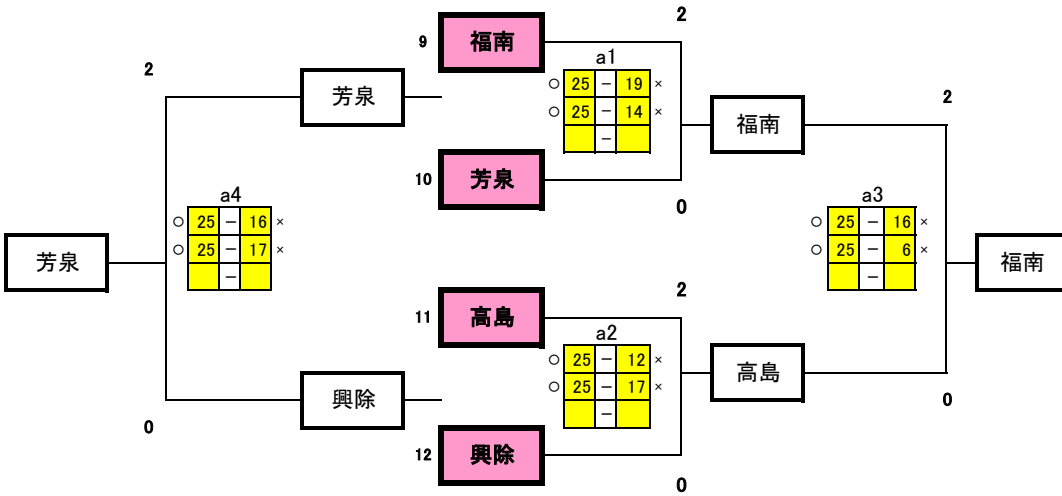 2
9 福南
a1
2
芳泉
○ 25 － 19 ×
2
○ 25 － 14 ×
福南
－
10 芳泉
a4
0
a3
○ 25 － 16 ×
○ 25 － 16 ×
○ 25 － 17 ×
○ 25 － 6 ×
芳泉
－
－
福南
2
11 高島
a2
○ 25 － 12 ×
高島
○ 25 － 17 ×
興除
0
－
0
12 興除
0